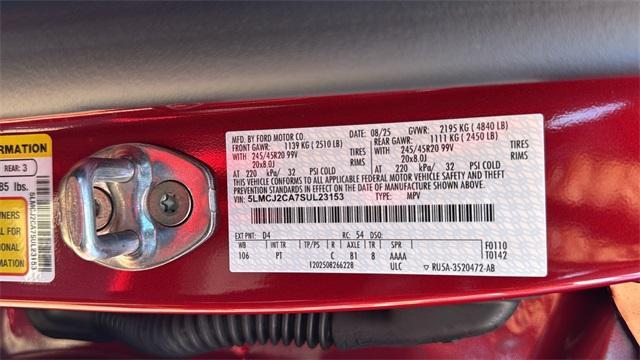 MFD. BY FORD MOTOR CO.
DATE: 08/25 GVWR: 2195 KG ( 4840 LB)
FRONT GAWR: 1139 KG ( 2510 LB) REAR GAWR: 1111 KG ( 2450 LB)
WITH 245/45R20 99V TIRES WITH 245/45R20 99V TIRES
20x8.0J RIMS 20x8.0J RIMS
AT 220 kPa/ 32 PSI COLD AT 220 kPa/ 32 PSI COLD
THIS VEHICLE CONFORMS TO ALL APPLICABLE FEDERAL MOTOR VEHICLE SAFETY AND THEFT
PREVENTION STANDARDS IN EFFECT ON THE DATE OF MANUFACTURE SHOWN ABOVE.
VIN: 5LMCJ2CA7SUL23153 TYPE: MPV
EXT PNT: D4 RC: 54 DSO:
WB INT TR TP/PS R AXLE TR SPR F0110
106 PT C B1 8 AAAA T0142
1202508266228 ULC RU5A-3520472-AB
REAR: 3
85 lbs.
OWNERS
5LMCJ2CA7SUL23153